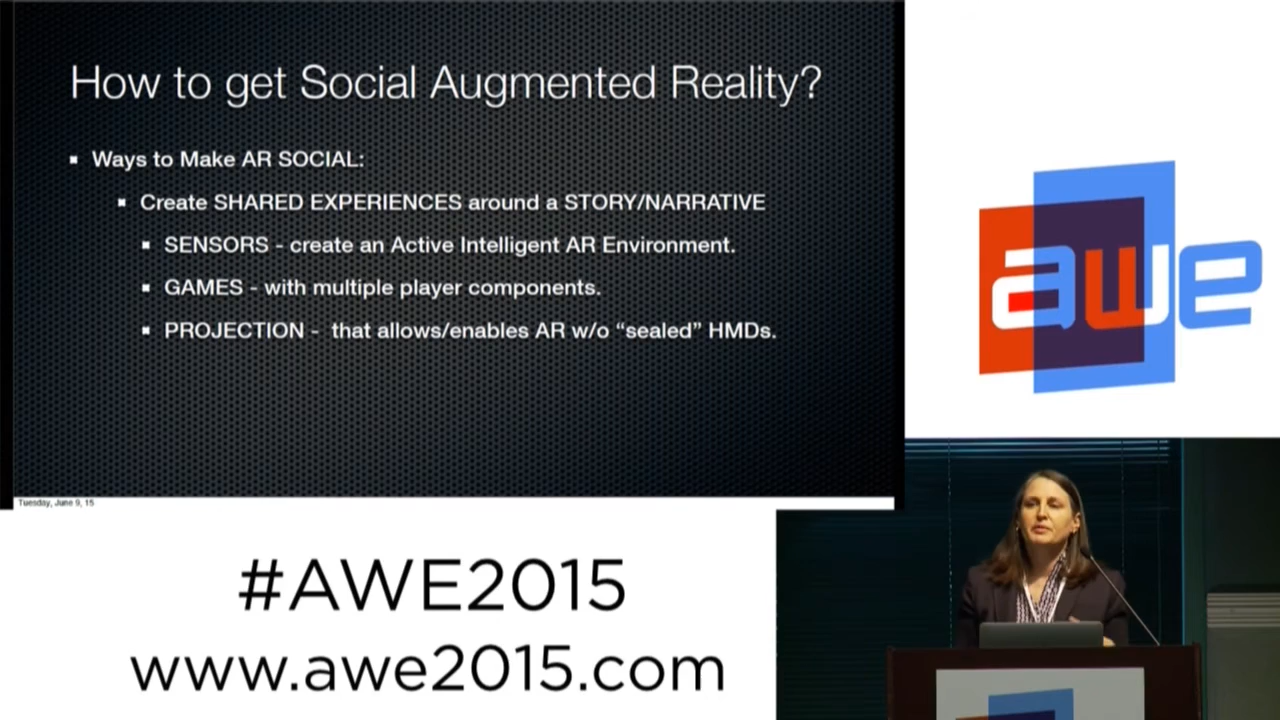 How to get Social Augmented Reality?
▪ Ways to Make AR SOCIAL:
▪ Create SHARED EXPERIENCES around a STORY/NARRATIVE
▪ SENSORS - create an Active Intelligent AR Environment.
▪ GAMES - with multiple player components.
▪ PROJECTION - that allows/enables AR w/o “sealed” HMDs.
Tuesday, June 9, 15
awe
#AWE2015
www.awe2015.com